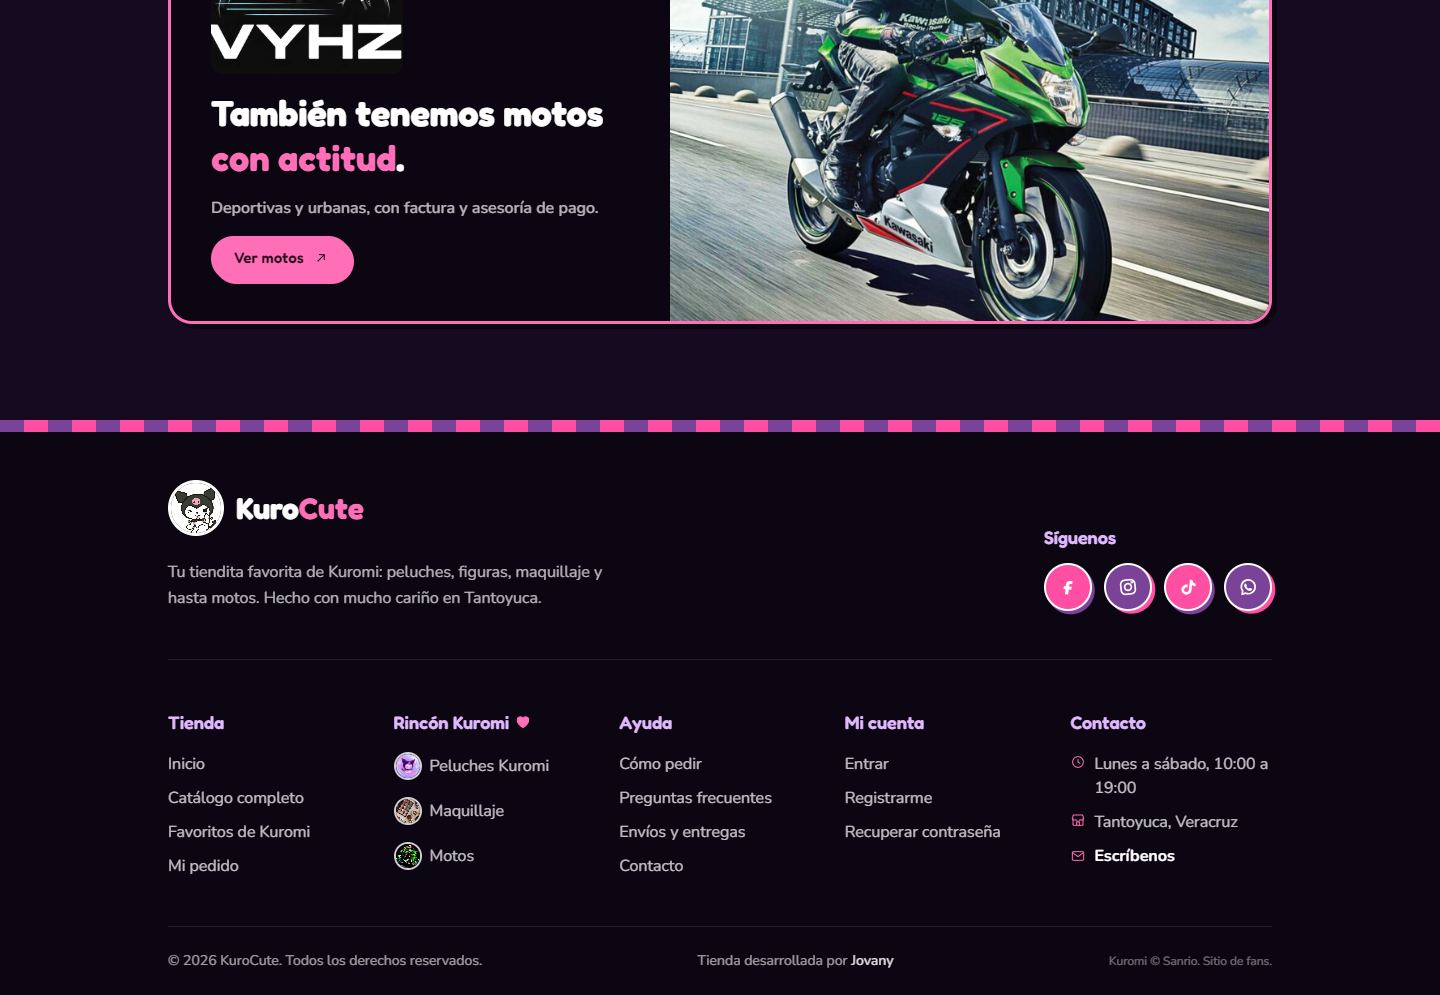 VYHZ
También tenemos motos
con actitud.
Deportivas y urbanas, con factura y asesoría de pago.
Ver motos
Kawasaki
125
Kawasaki
KuroCute
Tu tiendita favorita de Kuromi: peluches, figuras, maquillaje y
hasta motos. Hecho con mucho cariño en Tantoyuca.
Síguenos
Tienda
Inicio
Catálogo completo
Favoritos de Kuromi
Mi pedido
Rincón Kuromi
Peluches Kuromi
Maquillaje
Motos
Ayuda
Cómo pedir
Preguntas frecuentes
Envíos y entregas
Contacto
Mi cuenta
Entrar
Registrarme
Recuperar contraseña
Contacto
Lunes a sábado, 10:00 a
19:00
Tantoyuca, Veracruz
Escríbenos
© 2026 KuroCute. Todos los derechos reservados.
Tienda desarrollada por Jovany
Kuromi © Sanrio. Sitio de fans.